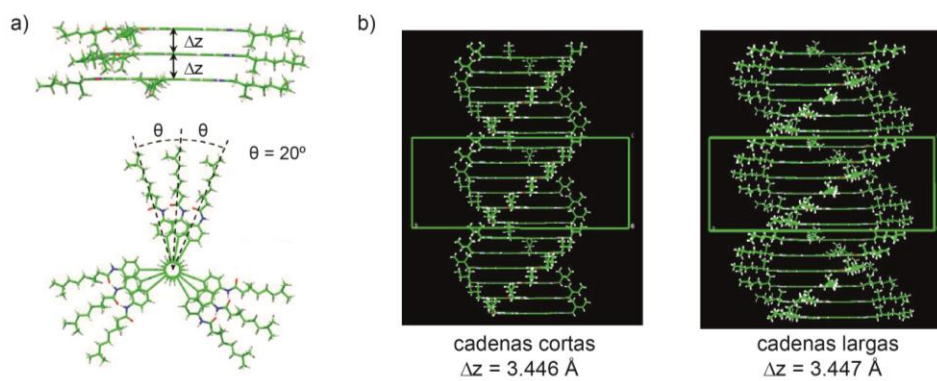 a)
Δz
Δz
θ
θ
θ = 20º
b)
cadenas cortas
Δz = 3.446 Å
cadenas largas
Δz = 3.447 Å